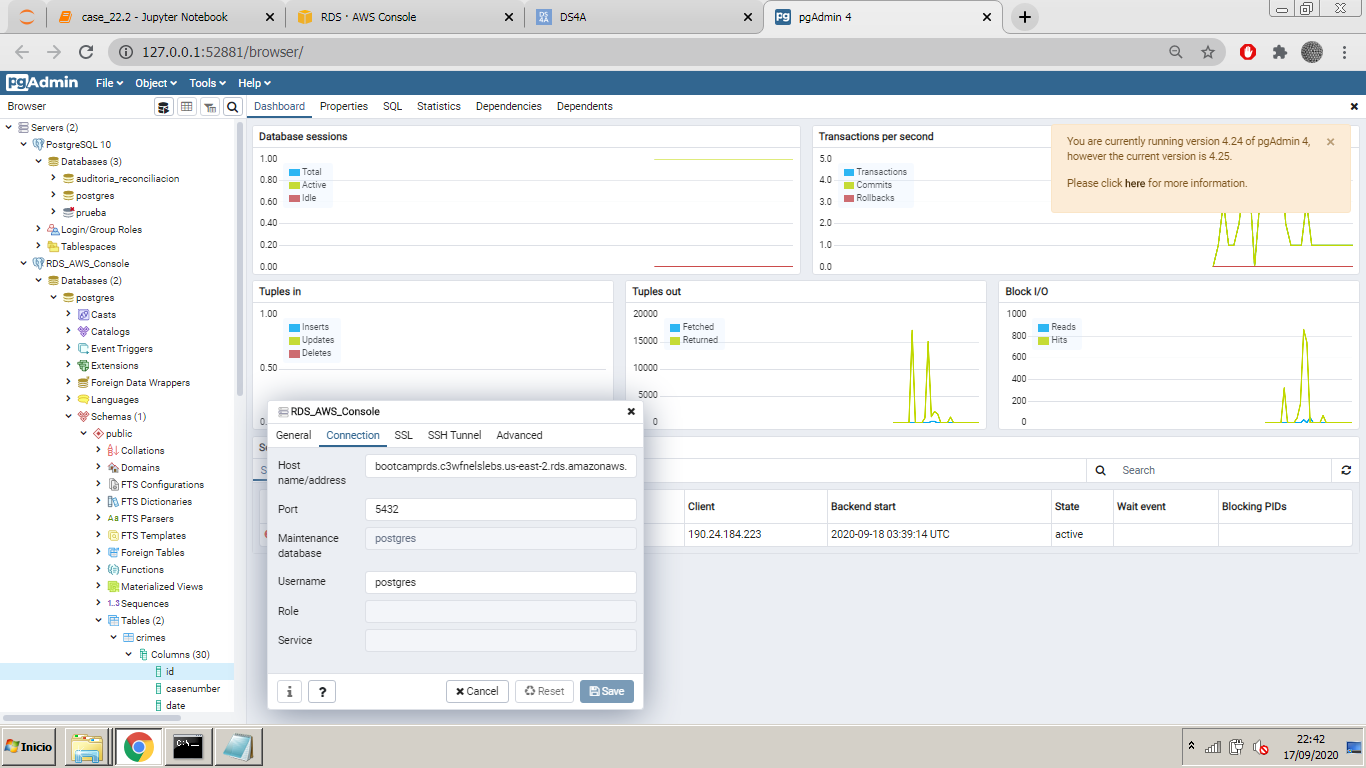 case_22.2 - Jupyter Notebook
RDS · AWS Console
DS4A
pgAdmin 4
127.0.0.1:52881/browser/
pgAdmin File Object Tools Help
Browser
Dashboard Properties SQL Statistics Dependencies Dependents
Servers (2)
PostgreSQL 10
Databases (3)
auditoria_reconciliacion
postgres
prueba
Login/Group Roles
Tablespaces
RDS_AWS_Console
Databases (2)
postgres
Casts
Catalogs
Event Triggers
Extensions
Foreign Data Wrappers
Languages
Schemas (1)
public
Collations
Domains
FTS Configurations
FTS Dictionaries
FTS Parsers
FTS Templates
Foreign Tables
Functions
Materialized Views
1..3 Sequences
Tables (2)
crimes
Columns (30)
id
casenumber
date
Database sessions
1.00
0.80
0.60
0.40
0.20
0.00
Total
Active
Idle
Transactions per second
5.0
4.0
3.0
2.0
1.0
0.0
Transactions
Commits
Rollbacks
You are currently running version 4.24 of pgAdmin 4,
however the current version is 4.25.
Please click here for more information.
Tuples in
1.00
0.50
Inserts
Updates
Deletes
Tuples out
20000
15000
10000
5000
0
Fetched
Returned
Block I/O
1000
800
600
400
200
0
Reads
Hits
RDS_AWS_Console
General Connection SSL SSH Tunnel Advanced
Host
name/address
bootcamprds.c3wfnelslebs.us-east-2.rds.amazonaws.
Port
5432
Maintenance
database
postgres
Username
postgres
Role
Service
i ? Cancel Reset Save
Search
Client Backend start State Wait event Blocking PIDs
190.24.184.223 2020-09-18 03:39:14 UTC active
Inicio
22:42
17/09/2020